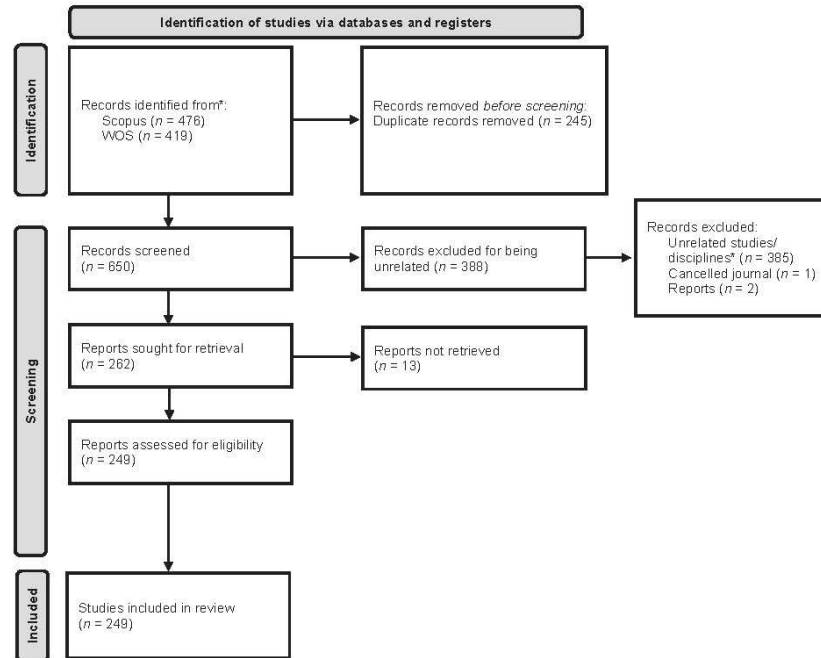 Identification of studies via databases and registers
Identification
Records identified from*:
Scopus (n = 476)
WOS (n = 419)
Records removed before screening:
Duplicate records removed (n = 245)
Screening
Records screened
(n = 650)
Records excluded for being
unrelated (n = 388)
Records excluded:
Unrelated studies/
disciplines* (n = 385)
Cancelled journal (n = 1)
Reports (n = 2)
Reports sought for retrieval
(n = 262)
Reports not retrieved
(n = 13)
Reports assessed for eligibility
(n = 249)
Included
Studies included in review
(n = 249)